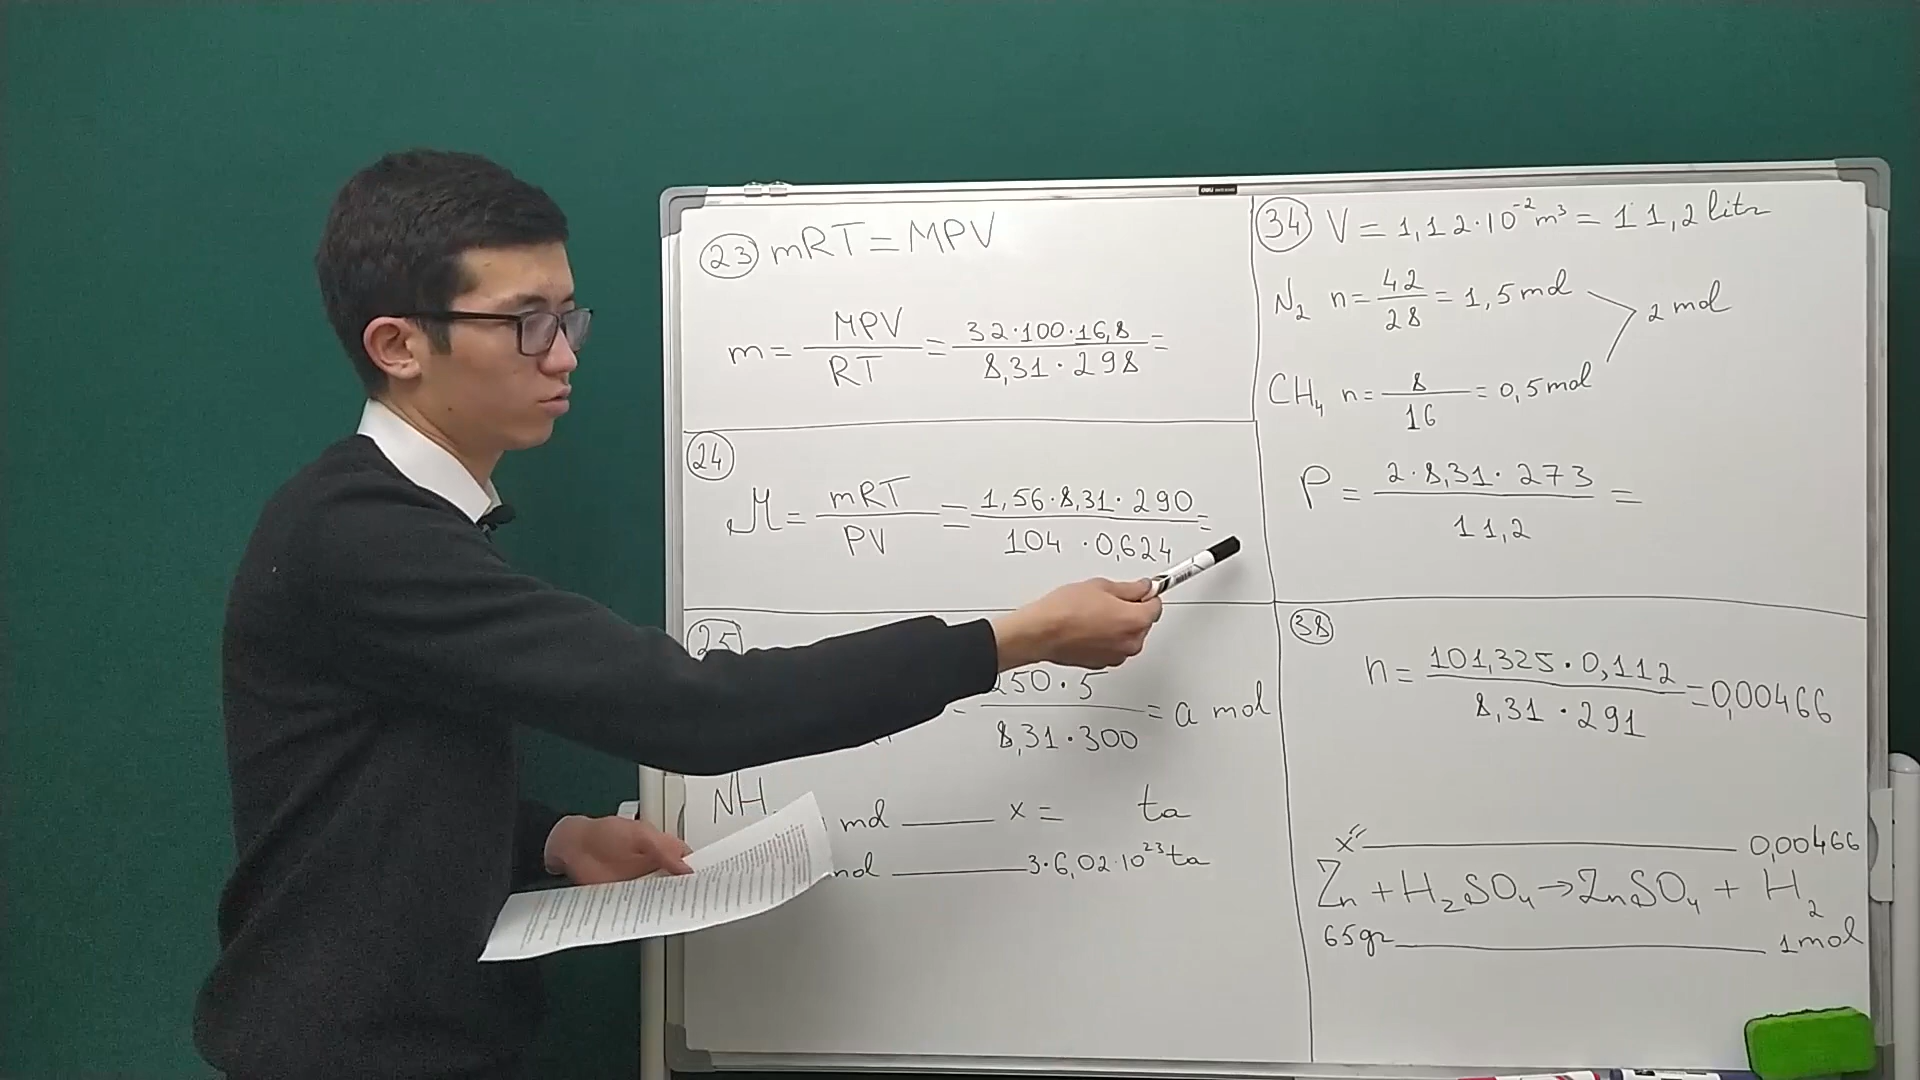 23 mRT = MPV
m = MPV / RT = 32·100·16,8 / 8,31·298 =
24
M = mRT / PV = 1,56·8,31·290 / 104·0,624 =
25
= 250·5 / 8,31·300 = a mol
NH
mol ____ x = ta
mol ____ 3·6,02·10²³ ta
34 V = 1,12·10⁻² m³ = 11,2 litr
N₂ n = 42 / 28 = 1,5 mol
2 mol
CH₄ n = 8 / 16 = 0,5 mol
P = 2·8,31·273 / 11,2 =
38
n = 101,325·0,112 / 8,31·291 = 0,00466
x ____ 0,00466
Zn + H₂SO₄ → ZnSO₄ + H₂
65gr ____ 1mol